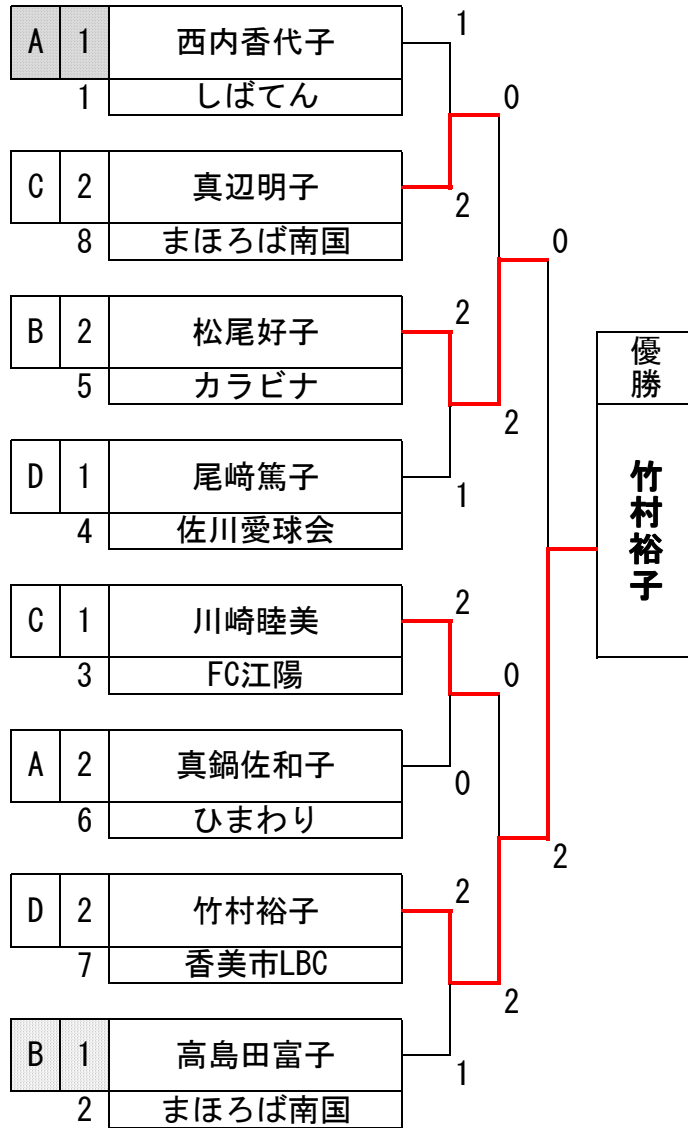 A 1 西内香代子 1
1 しばてん 0
C 2 真辺明子 2
8 まほろば南国 0
B 2 松尾好子 2
5 カラビナ 2
D 1 尾﨑篤子 1
4 佐川愛球会
C 1 川崎睦美 2
3 FC江陽 0
A 2 真鍋佐和子 0
6 ひまわり 2
D 2 竹村裕子 2
7 香美市LBC 2
B 1 高島田富子 1
2 まほろば南国
優勝
竹村裕子